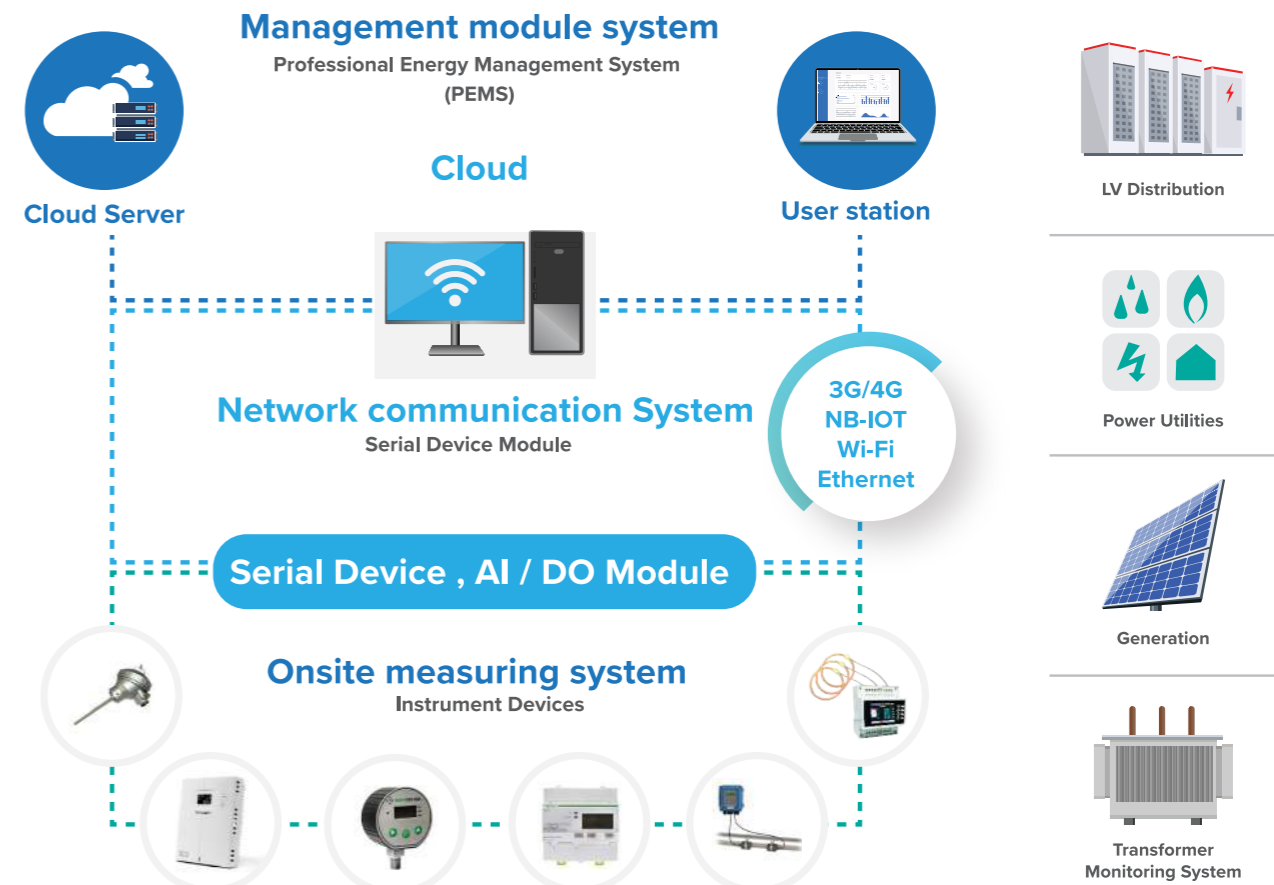 Management module system
Professional Energy Management System
(PEMS)
Cloud
Cloud Server
User station
Network communication System
Serial Device Module
3G/4G
NB-IOT
Wi-Fi
Ethernet
Serial Device , AI / DO Module
Onsite measuring system
Instrument Devices
LV Distribution
Power Utilities
Generation
Transformer
Monitoring System